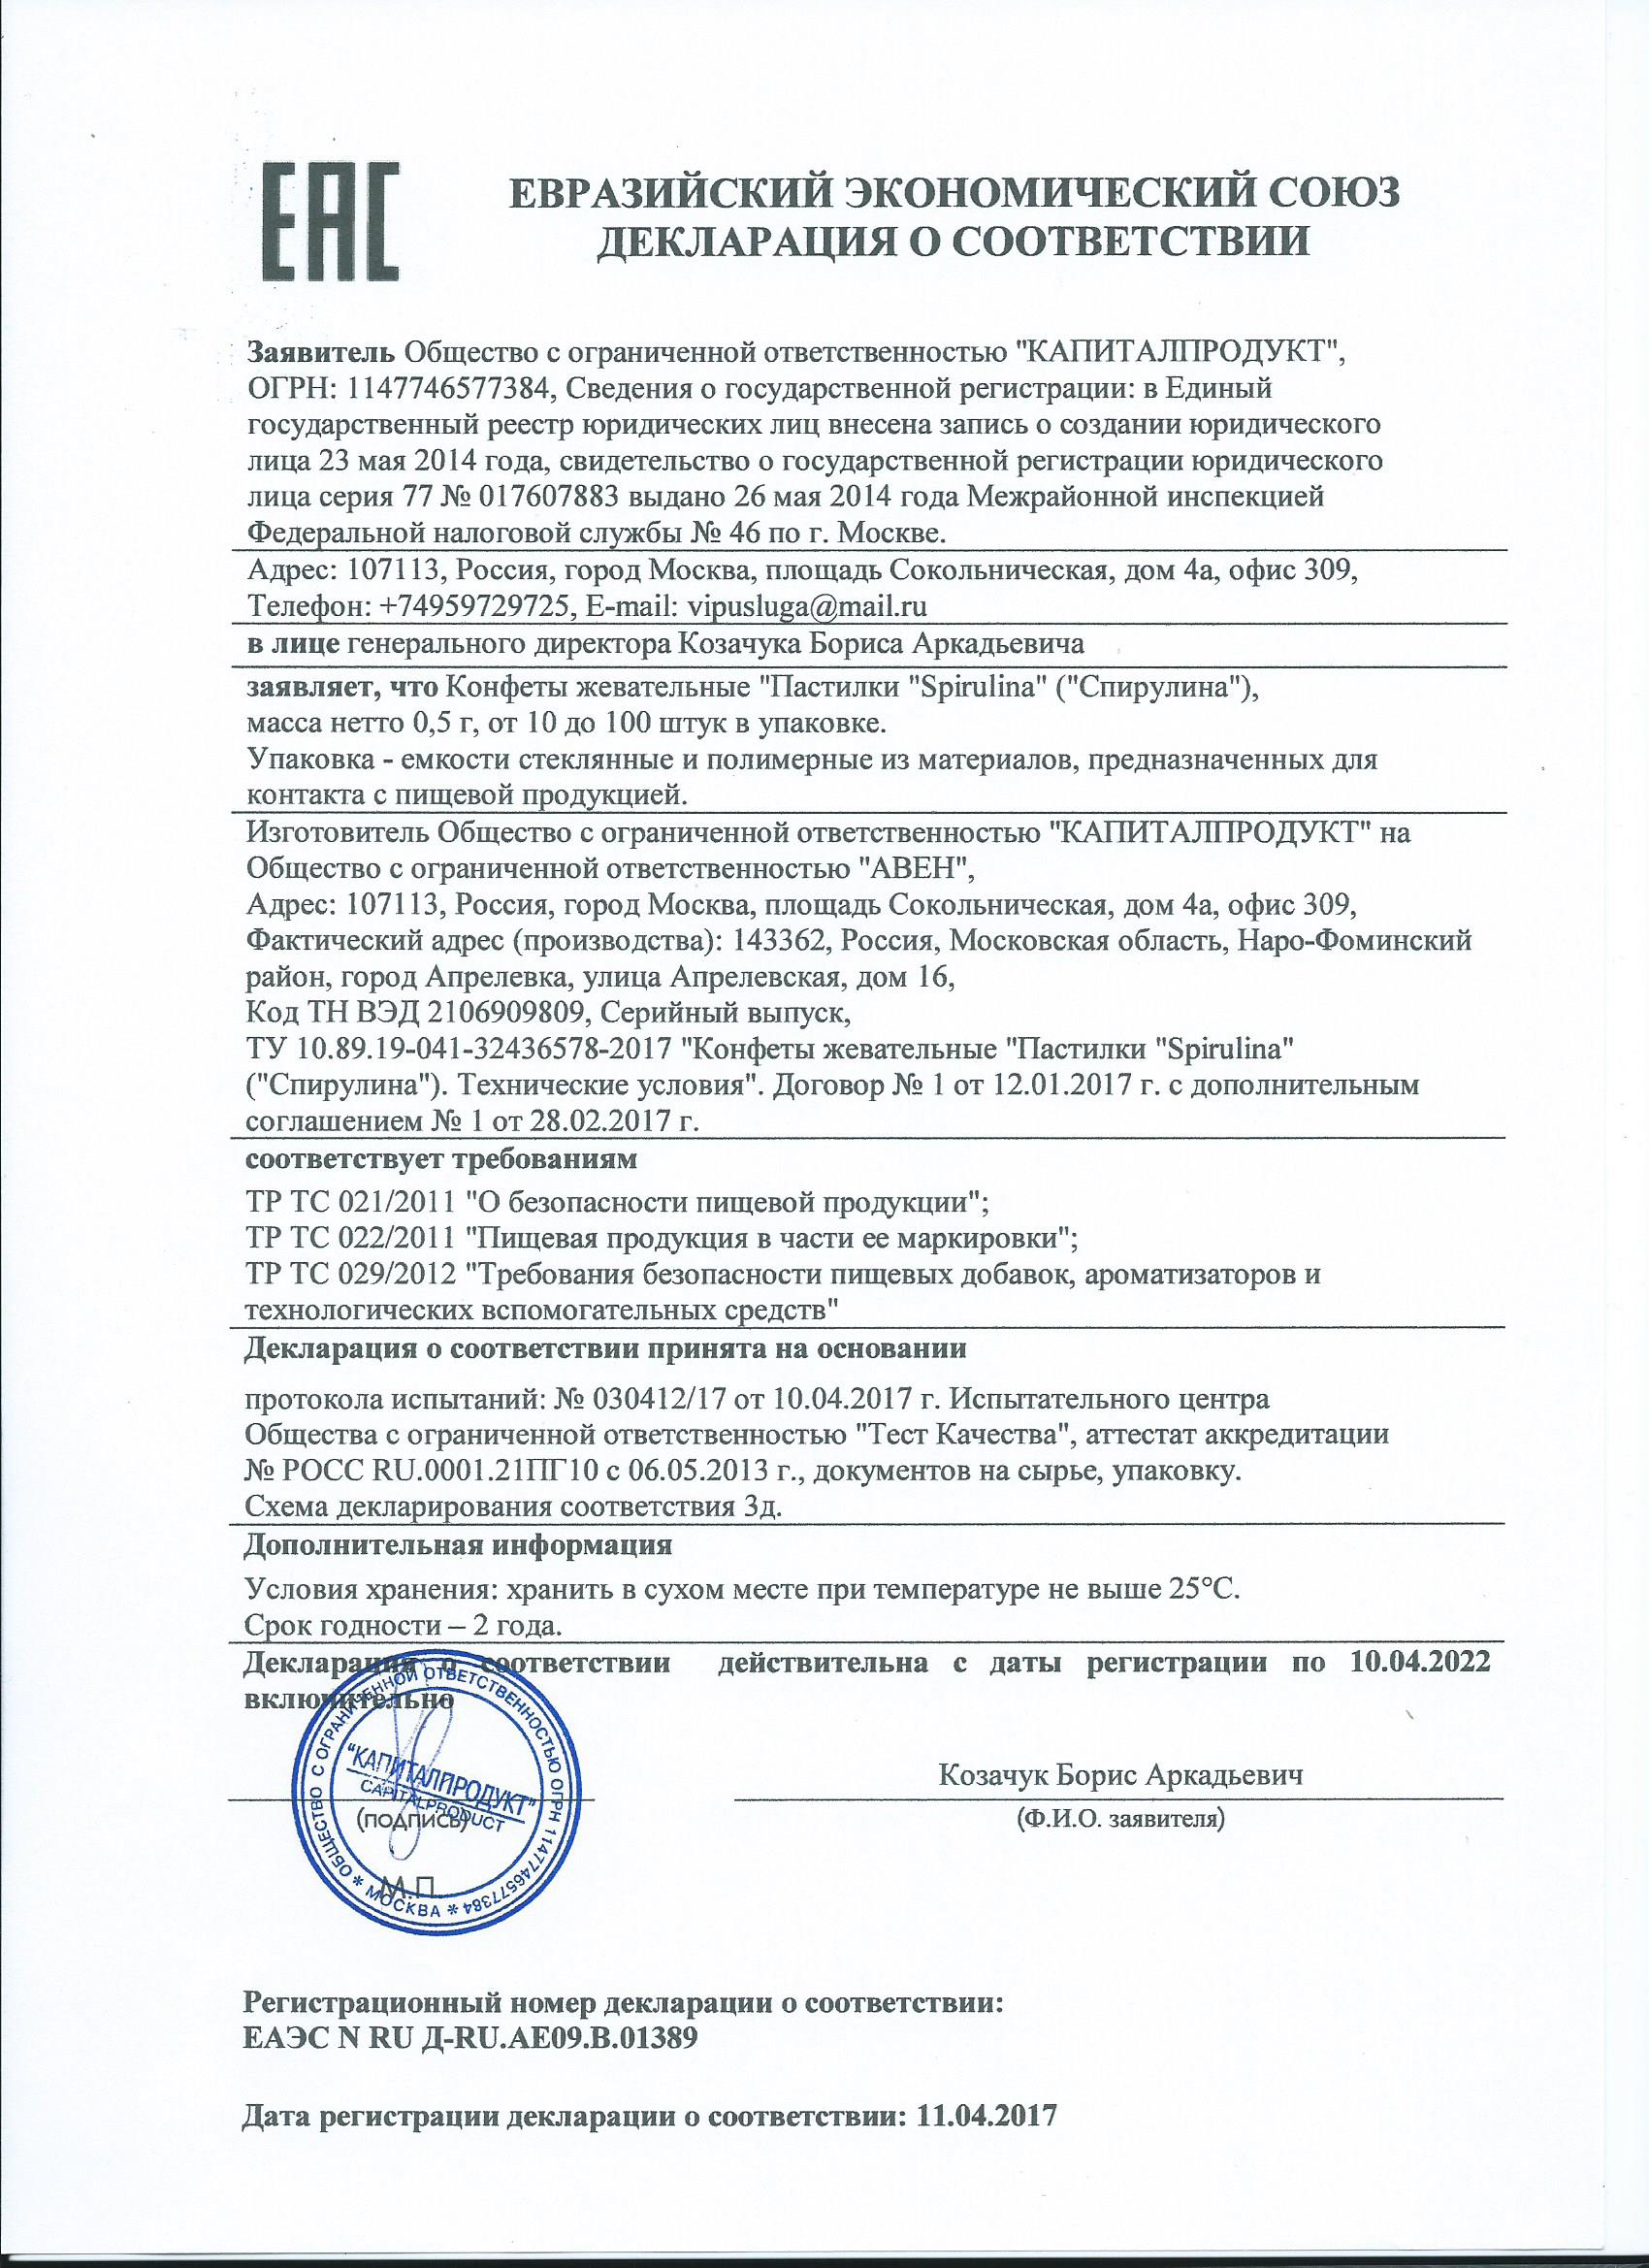 ЕАС
ЕВРАЗИЙСКИЙ ЭКОНОМИЧЕСКИЙ СОЮЗ
ДЕКЛАРАЦИЯ О СООТВЕТСТВИИ
Заявитель Общество с ограниченной ответственностью "КАПИТАЛПРОДУКТ",
ОГРН: 1147746577384, Сведения о государственной регистрации: в Единый
государственный реестр юридических лиц внесена запись о создании юридического
лица 23 мая 2014 года, свидетельство о государственной регистрации юридического
лица серия 77 № 017607883 выдано 26 мая 2014 года Межрайонной инспекцией
Федеральной налоговой службы № 46 по г. Москве.
Адрес: 107113, Россия, город Москва, площадь Сокольническая, дом 4а, офис 309,
Телефон: +74959729725, E-mail: vipusluga@mail.ru
в лице генерального директора Козачука Бориса Аркадьевича
заявляет, что Конфеты жевательные "Пастилки "Spirulina" ("Спирулина"),
масса нетто 0,5 г, от 10 до 100 штук в упаковке.
Упаковка - емкости стеклянные и полимерные из материалов, предназначенных для
контакта с пищевой продукцией.
Изготовитель Общество с ограниченной ответственностью "КАПИТАЛПРОДУКТ" на
Общество с ограниченной ответственностью "АВЕН",
Адрес: 107113, Россия, город Москва, площадь Сокольническая, дом 4а, офис 309,
Фактический адрес (производства): 143362, Россия, Московская область, Наро-Фоминский
район, город Апрелевка, улица Апрелевская, дом 16,
Код ТН ВЭД 2106909809, Серийный выпуск,
ТУ 10.89.19-041-32436578-2017 "Конфеты жевательные "Пастилки "Spirulina"
("Спирулина"). Технические условия". Договор № 1 от 12.01.2017 г. с дополнительным
соглашением № 1 от 28.02.2017 г.
соответствует требованиям
ТР ТС 021/2011 "О безопасности пищевой продукции";
ТР ТС 022/2011 "Пищевая продукция в части ее маркировки";
ТР ТС 029/2012 "Требования безопасности пищевых добавок, ароматизаторов и
технологических вспомогательных средств"
Декларация о соответствии принята на основании
протокола испытаний: № 030412/17 от 10.04.2017 г. Испытательного центра
Общества с ограниченной ответственностью "Тест Качества", аттестат аккредитации
№ РОСС RU.0001.21ПГ10 с 06.05.2013 г., документов на сырье, упаковку.
Схема декларирования соответствия 3д.
Дополнительная информация
Условия хранения: хранить в сухом месте при температуре не выше 25°С.
Срок годности – 2 года.
Декларация о соответствии действительна с даты регистрации по 10.04.2022
включительно
ОБЩЕСТВО С ОГРАНИЧЕННОЙ ОТВЕТСТВЕННОСТЬЮ ОГРН 1147746577384 * МОСКВА *
"КАПИТАЛПРОДУКТ"
CAPITALPRODUCT
(подпись)
М.П.
Козачук Борис Аркадьевич
(Ф.И.О. заявителя)
Регистрационный номер декларации о соответствии:
ЕАЭС N RU Д-RU.АЕ09.В.01389
Дата регистрации декларации о соответствии: 11.04.2017